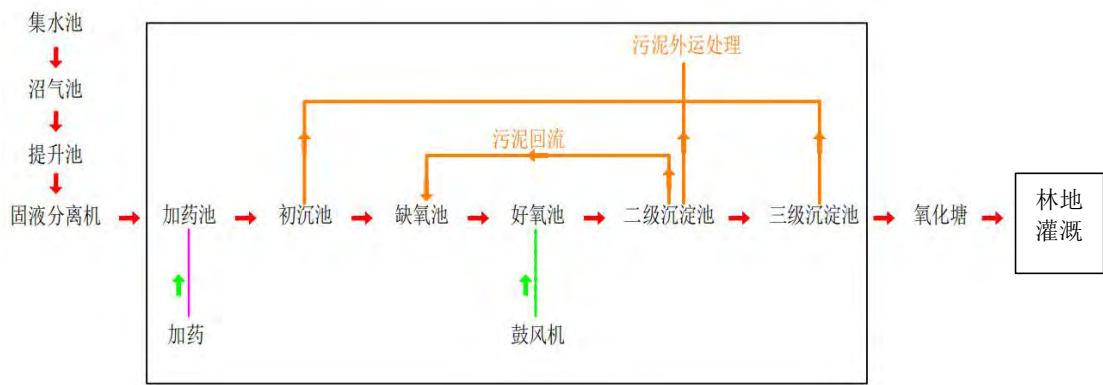 集水池
沼气池
提升池
污泥外运处理
污泥回流
固液分离机
加药池
初沉池
缺氧池
好氧池
二级沉淀池
三级沉淀池
氧化塘
林地
灌溉
加药
鼓风机